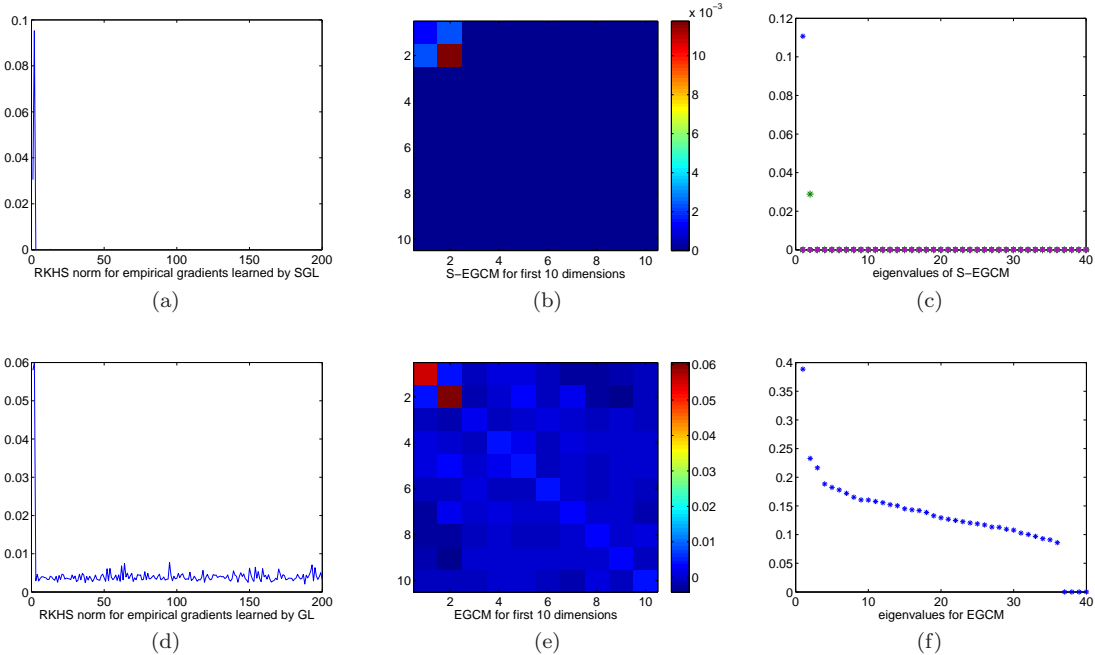 0.1
0.08
0.06
0.04
0.02
0
0 50 100 150 200
RKHS norm for empirical gradients learned by SGL
(a)
x 10⁻³
2
4
6
8
10
2 4 6 8 10
S−EGCM for first 10 dimensions
10
8
6
4
2
0
(b)
0.12
0.1
0.08
0.06
0.04
0.02
0
0 10 20 30 40
eigenvalues of S−EGCM
(c)
0.06
0.05
0.04
0.03
0.02
0.01
0
0 50 100 150 200
RKHS norm for empirical gradients learned by GL
(d)
2
4
6
8
10
2 4 6 8 10
EGCM for first 10 dimensions
0.06
0.05
0.04
0.03
0.02
0.01
0
(e)
0.4
0.35
0.3
0.25
0.2
0.15
0.1
0.05
0
0 10 20 30 40
eigenvalues for EGCM
(f)